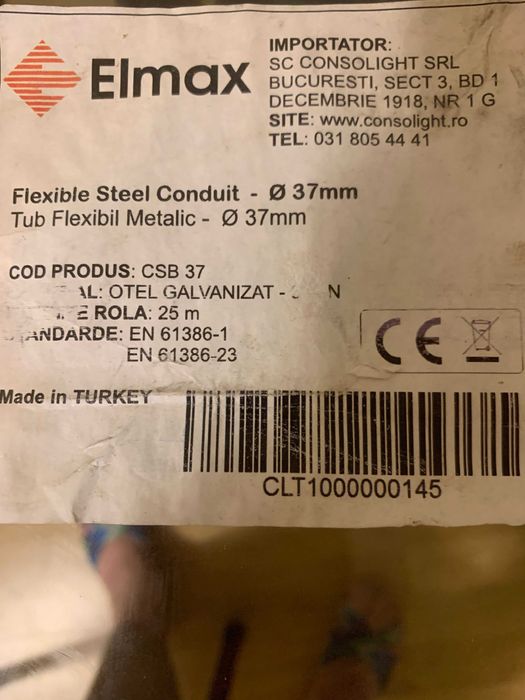 Elmax
IMPORTATOR:
SC CONSOLIGHT SRL
BUCURESTI, SECT 3, BD 1
DECEMBRIE 1918, NR 1 G
SITE: www.consolight.ro
TEL: 031 805 44 41
Flexible Steel Conduit - Ø 37mm
Tub Flexibil Metalic - Ø 37mm
COD PRODUS: CSB 37
OTEL GALVANIZAT -
ROLA: 25 m
EN 61386-1
EN 61386-23
CE
Made in TURKEY
CLT1000000145